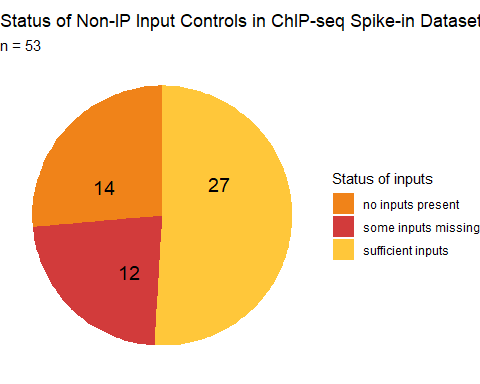 Status of Non-IP Input Controls in ChIP-seq Spike-in Dataset
n = 53
27
14
12
Status of inputs
no inputs present
some inputs missing
sufficient inputs